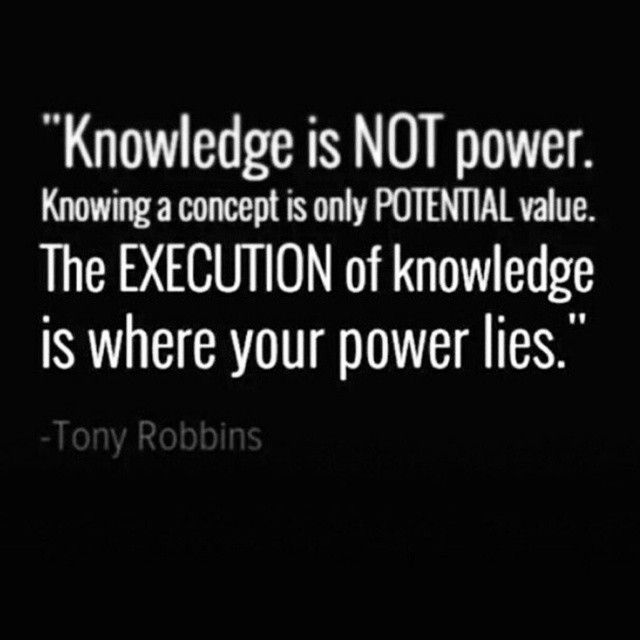 "Knowledge is NOT power.
Knowing a concept is only POTENTIAL value.
The EXECUTION of knowledge
is where your power lies."
-Tony Robbins